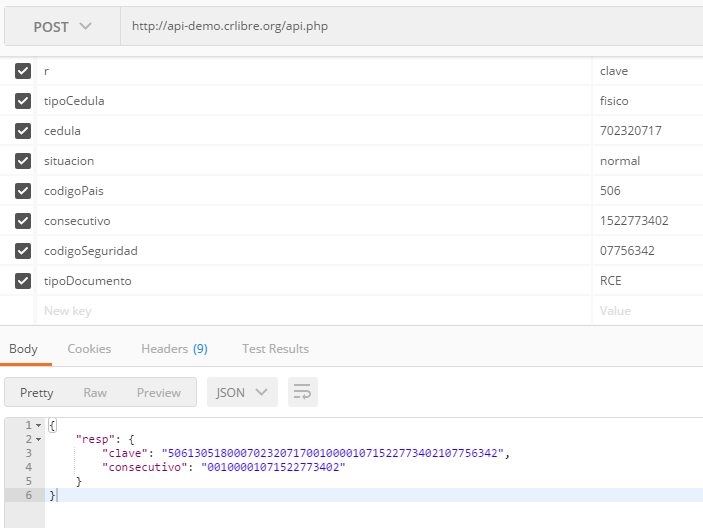 POST http://api-demo.crlibre.org/api.php
r clave
tipoCedula fisico
cedula 702320717
situacion normal
codigoPais 506
consecutivo 1522773402
codigoSeguridad 07756342
tipoDocumento RCE
New key Value
Body Cookies Headers (9) Test Results
Pretty Raw Preview JSON
1 {
2 "resp": {
3 "clave": "50613051800070232071700100001071522773402107756342",
4 "consecutivo": "00100001071522773402"
5 }
6 }